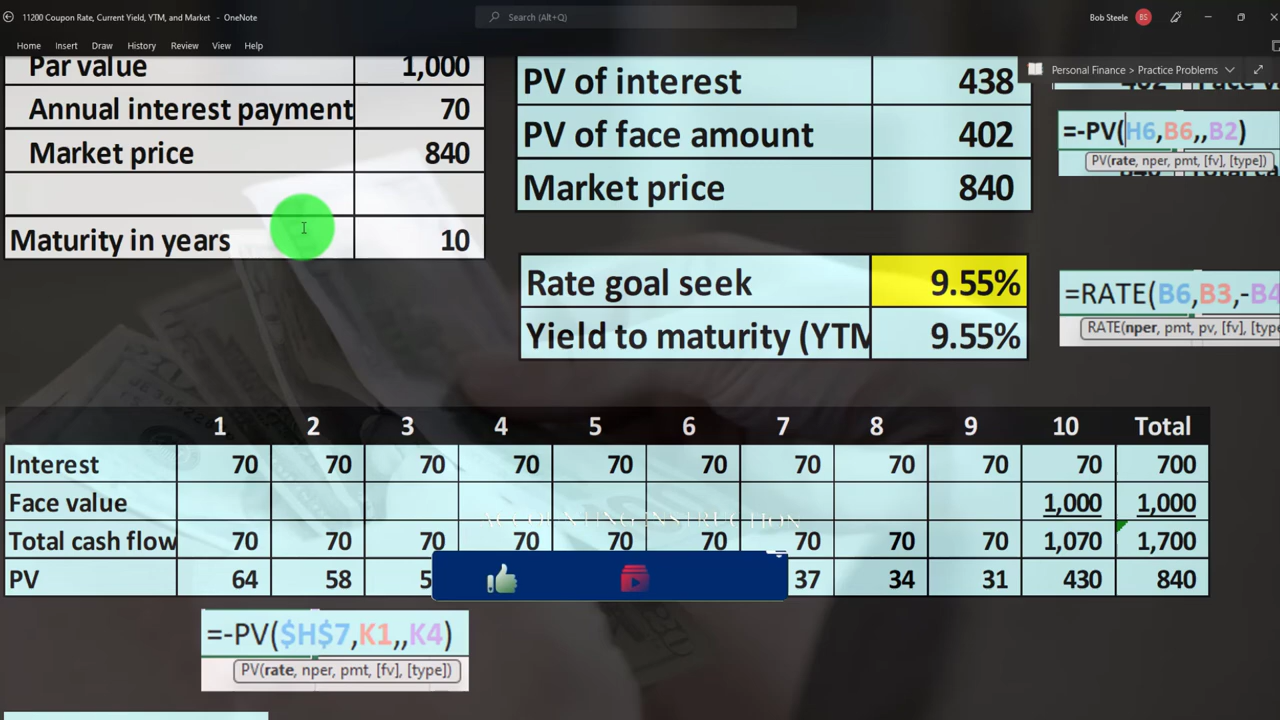 11200 Coupon Rate, Current Yield, YTM, and Market - OneNote
Search (Alt+Q)
Bob Steele BS
Home Insert Draw History Review View Help
Personal Finance > Practice Problems
Par value 1,000
Annual interest payment 70
Market price 840
Maturity in years 10
PV of interest 438
PV of face amount 402
Market price 840
=-PV(H6,B6,,B2)
PV(rate, nper, pmt, [fv], [type])
Rate goal seek 9.55%
Yield to maturity (YTM 9.55%
=RATE(B6,B3,-B4
RATE(nper, pmt, pv, [fv], [type
1 2 3 4 5 6 7 8 9 10 Total
Interest 70 70 70 70 70 70 70 70 70 70 700
Face value 1,000 1,000
Total cash flow 70 70 70 70 70 70 70 70 70 1,070 1,700
ACCOUNTING INSTRUCTION
PV 64 58 5 37 34 31 430 840
=-PV($H$7,K1,,K4)
PV(rate, nper, pmt, [fv], [type])